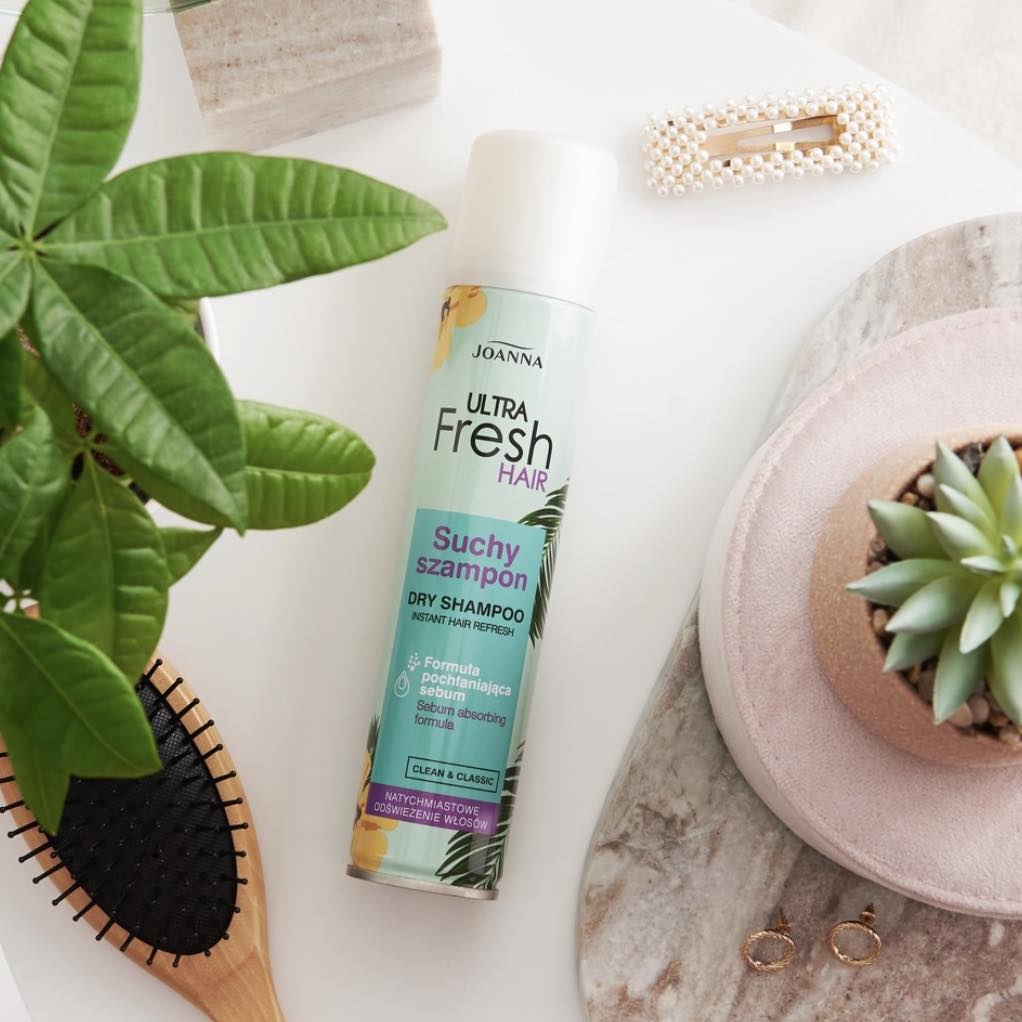 JOANNA
ULTRA
Fresh
HAIR
Suchy
szampon
DRY SHAMPOO
INSTANT HAIR REFRESH
Formuła
pochłaniająca
sebum
Sebum absorbing
formula
CLEAN & CLASSIC
NATYCHMIASTOWE
ODŚWIEŻENIE WŁOSÓW